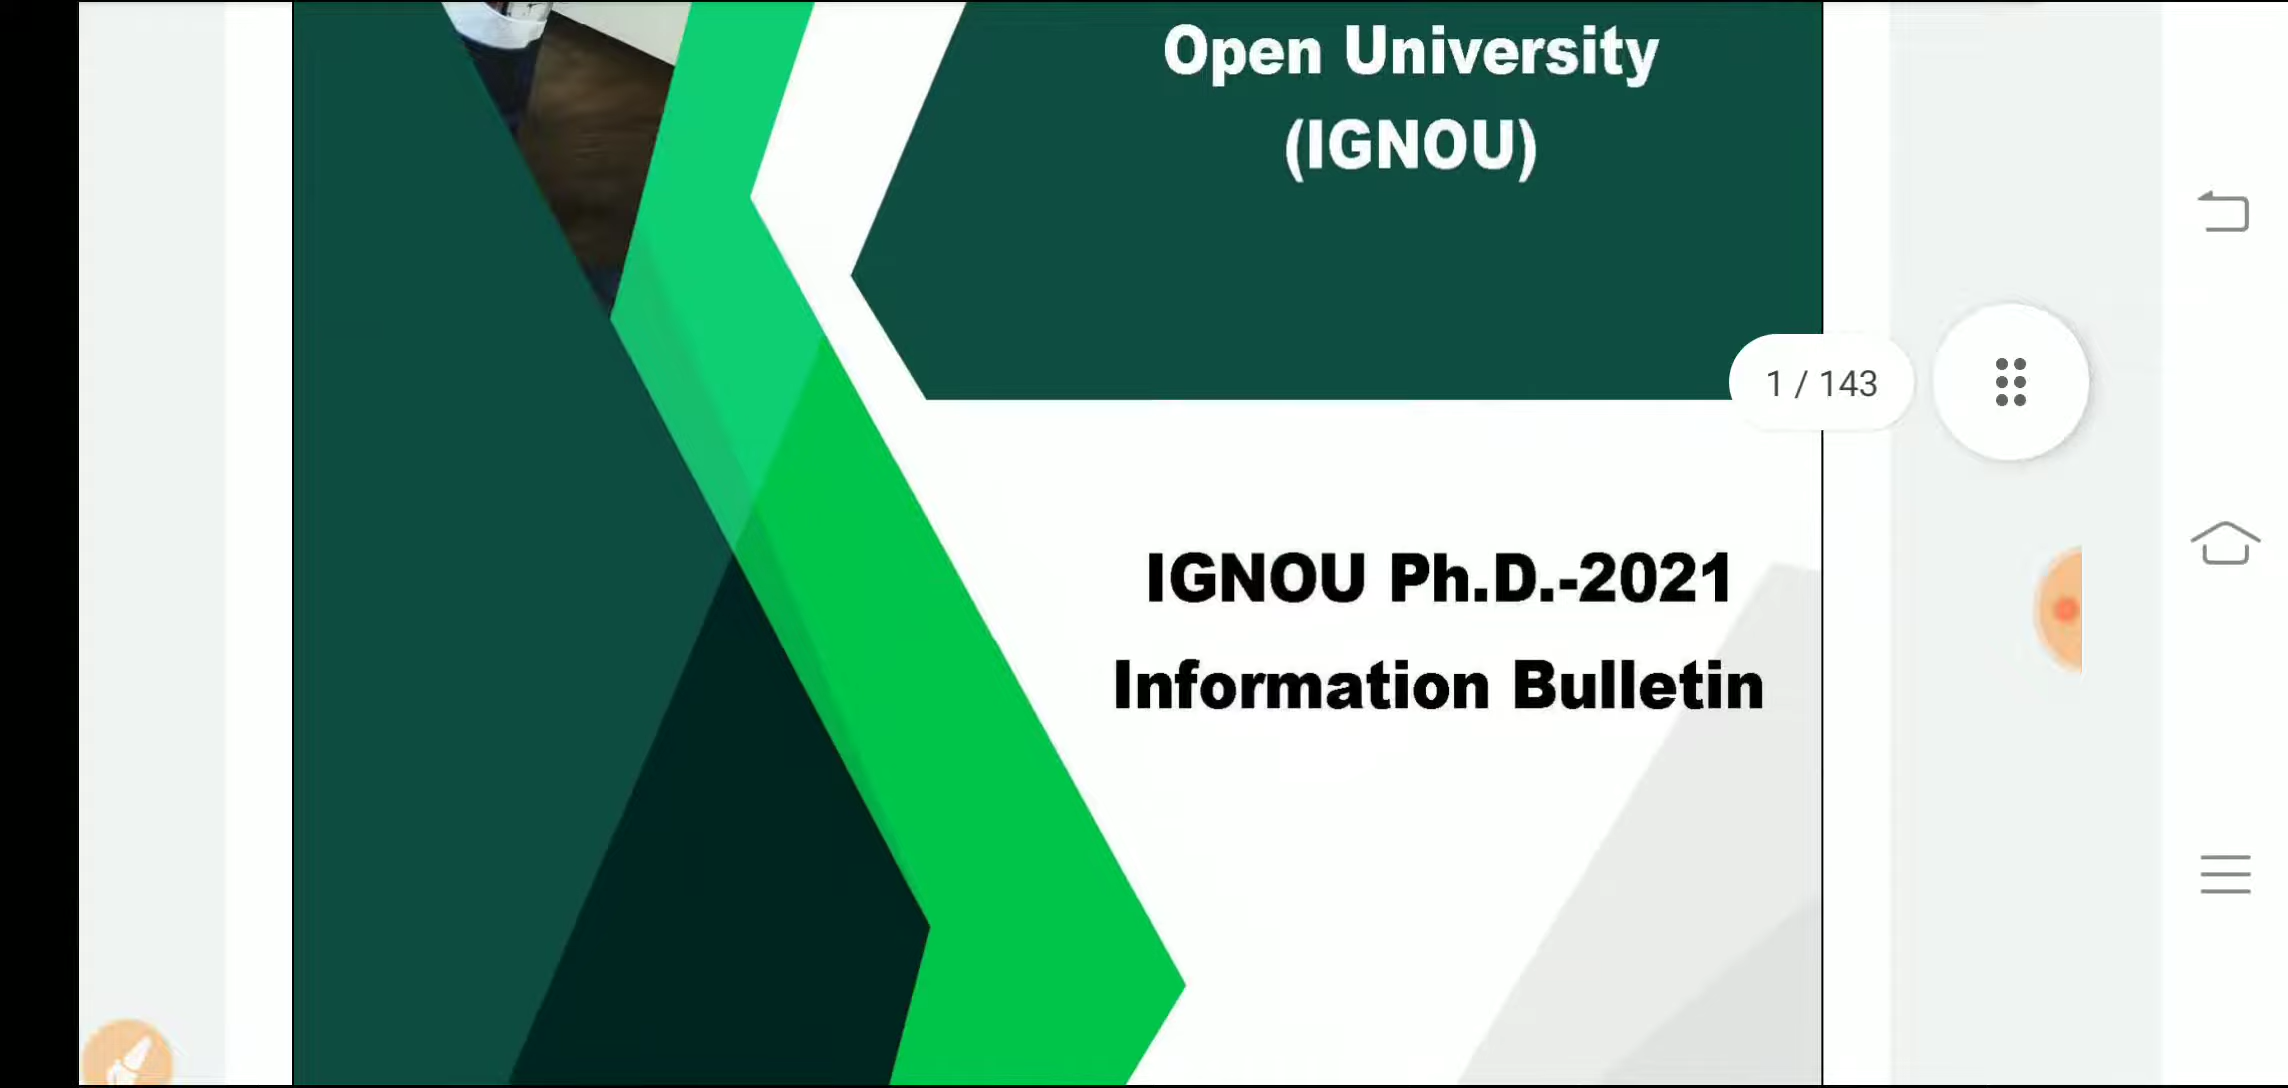 Open University
(IGNOU)
1 / 143
IGNOU Ph.D.-2021
Information Bulletin